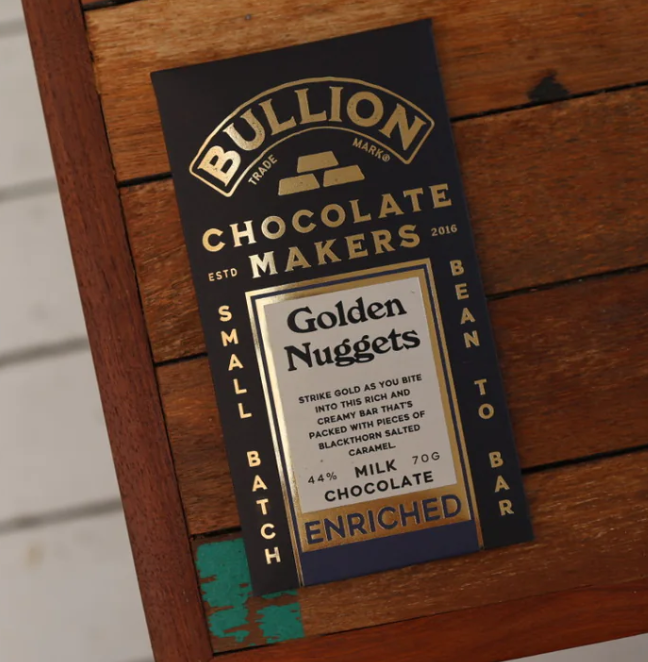 BULLION
TRADE MARK®
CHOCOLATE
MAKERS
ESTD 2016
SMALL BATCH
BEAN TO BAR
Golden
Nuggets
STRIKE GOLD AS YOU BITE
INTO THIS RICH AND
CREAMY BAR THAT'S
PACKED WITH PIECES OF
BLACKTHORN SALTED
CARAMEL.
44% MILK 70G
CHOCOLATE
ENRICHED